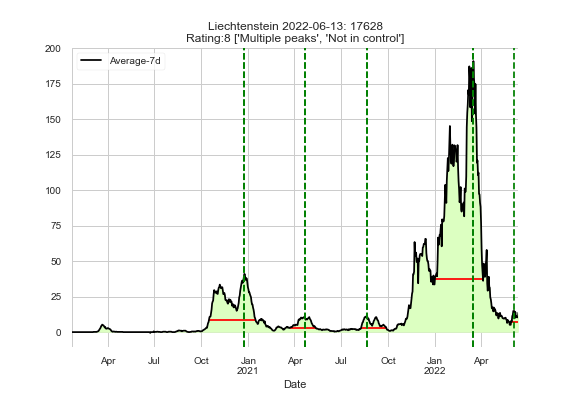 Liechtenstein 2022-06-13: 17628
Rating:8 ['Multiple peaks', 'Not in control']
200
Average-7d
175
150
125
100
75
50
25
0
Apr Jul Oct Jan Apr Jul Oct Jan Apr
2021 2022
Date